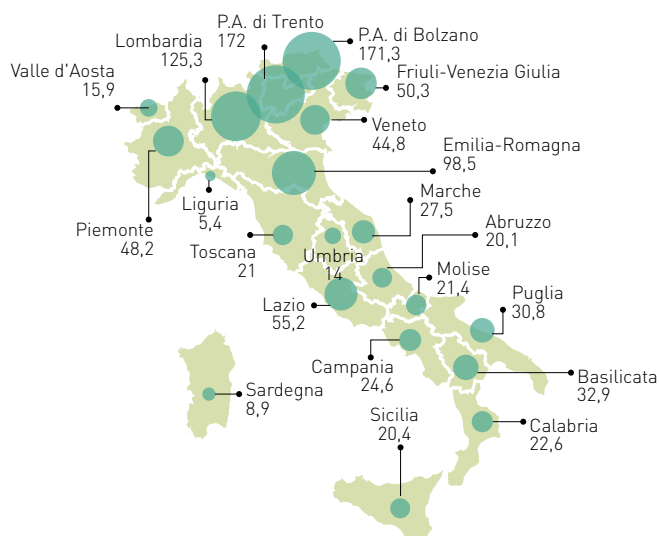 P.A. di Trento
172
P.A. di Bolzano
171,3
Lombardia
125,3
Valle d'Aosta
15,9
Friuli-Venezia Giulia
50,3
Veneto
44,8
Emilia-Romagna
98,5
Marche
27,5
Liguria
5,4
Piemonte
48,2
Toscana
21
Umbria
14
Abruzzo
20,1
Molise
21,4
Lazio
55,2
Puglia
30,8
Campania
24,6
Basilicata
32,9
Sardegna
8,9
Sicilia
20,4
Calabria
22,6